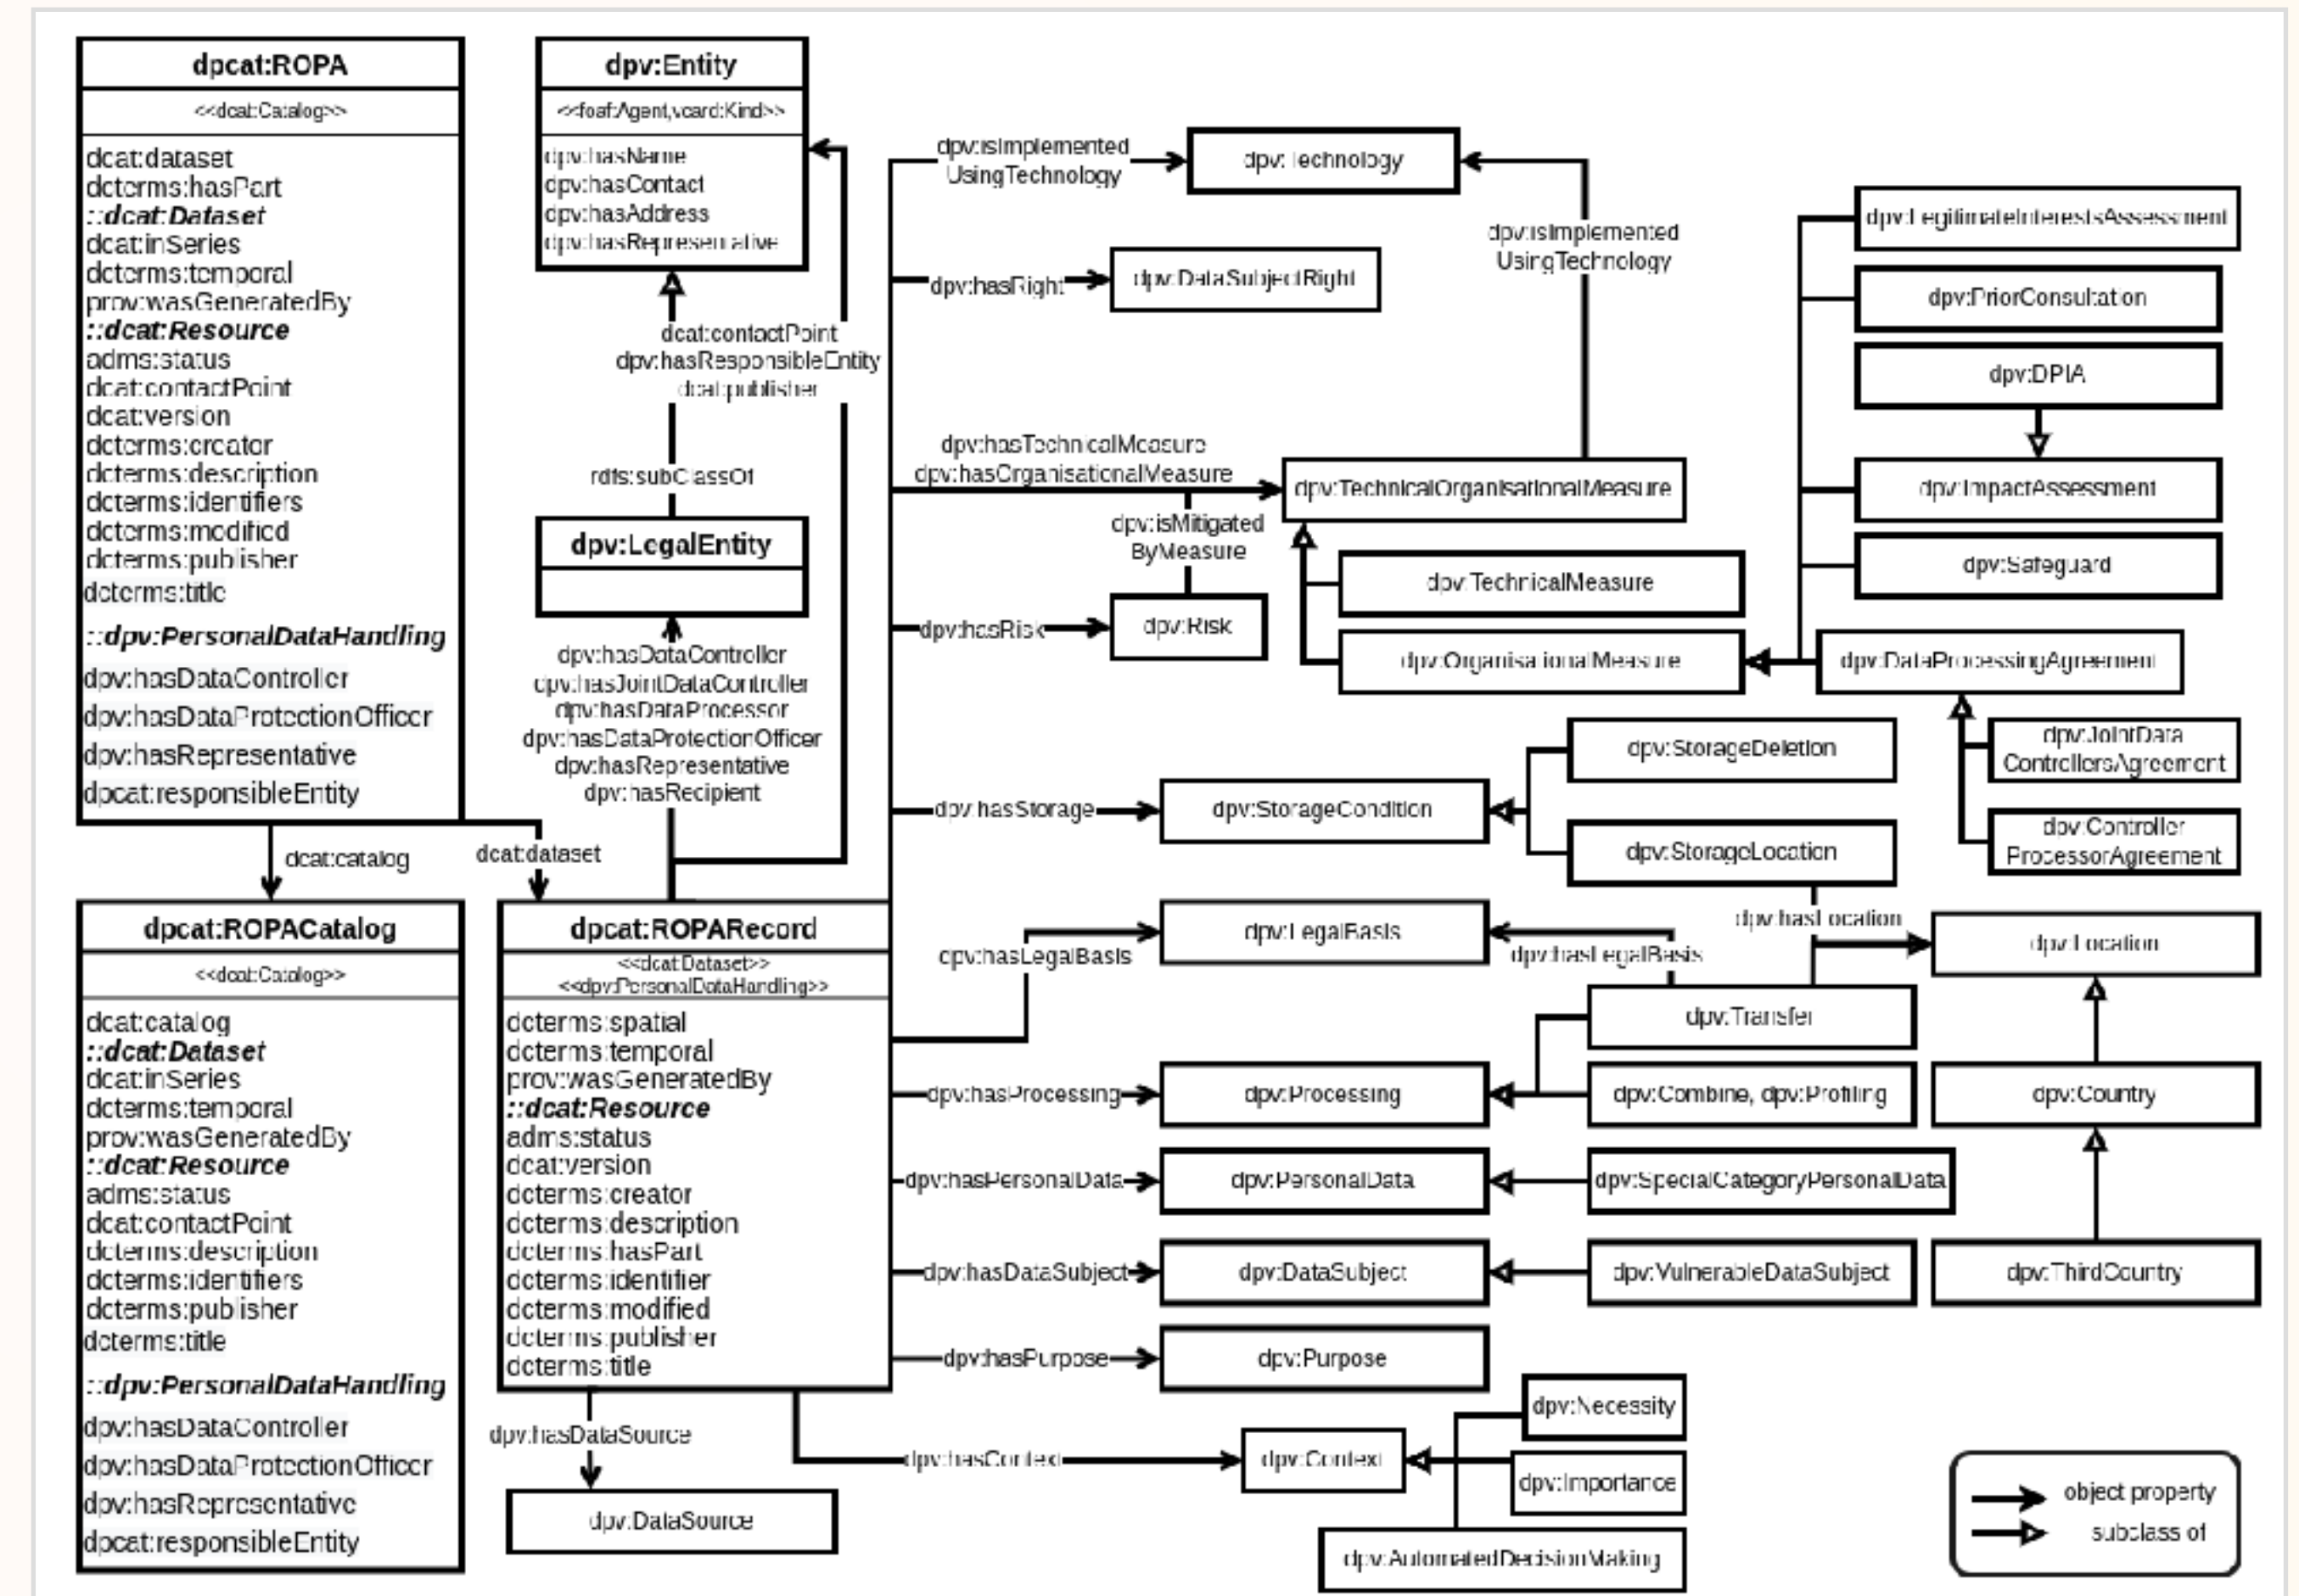 dpcat:ROPA
<<dcat:Catalog>>
dcat:dataset
dcterms:hasPart
::dcat:Dataset
dcat:inSeries
dcterms:temporal
prov:wasGeneratedBy
::dcat:Resource
adms:status
dcat:contactPoint
dcat:version
dcterms:creator
dcterms:description
dcterms:identifiers
dcterms:modified
dcterms:publisher
dcterms:title
::dpv:PersonalDataHandling
dpv:hasDataController
dpv:hasDataProtectionOfficer
dpv:hasRepresentative
dpcat:responsibleEntity
dcat:catalog
dcat:dataset
dpcat:ROPACatalog
<<dcat:Catalog>>
dcat:catalog
::dcat:Dataset
dcat:inSeries
dcterms:temporal
prov:wasGeneratedBy
::dcat:Resource
adms:status
dcat:contactPoint
dcterms:description
dcterms:identifiers
dcterms:publisher
dcterms:title
::dpv:PersonalDataHandling
dpv:hasDataController
dpv:hasDataProtectionOfficer
dpv:hasRepresentative
dpcat:responsibleEntity
dpv:Entity
<<foaf:Agent,vcard:Kind>>
dpv:hasName
dpv:hasContact
dpv:hasAddress
dpv:hasRepresentative
dcat:contactPoint
dpv:hasResponsibleEntity
dcat:publisher
rdfs:subClassOf
dpv:LegalEntity
dpv:hasDataController
dpv:hasJointDataController
dpv:hasDataProcessor
dpv:hasDataProtectionOfficer
dpv:hasRepresentative
dpv:hasRecipient
dpcat:ROPARecord
<<dcat:Dataset>>
<<dpv:PersonalDataHandling>>
dcterms:spatial
dcterms:temporal
prov:wasGeneratedBy
::dcat:Resource
adms:status
dcat:version
dcterms:creator
dcterms:description
dcterms:hasPart
dcterms:identifier
dcterms:modified
dcterms:publisher
dcterms:title
dpv:hasDataSource
dpv:DataSource
dpv:isImplemented
UsingTechnology
dpv:Technology
dpv:isImplemented
UsingTechnology
dpv:hasRight
dpv:DataSubjectRight
dpv:hasTechnicalMeasure
dpv:hasOrganisationalMeasure
dpv:TechnicalOrganisationalMeasure
dpv:isMitigated
ByMeasure
dpv:TechnicalMeasure
dpv:hasRisk
dpv:Risk
dpv:OrganisationalMeasure
dpv:LegitimateInterestsAssessment
dpv:PriorConsultation
dpv:DPIA
dpv:ImpactAssessment
dpv:Safeguard
dpv:DataProcessingAgreement
dpv:JointData
ControllersAgreement
dpv:Controller
ProcessorAgreement
dpv:hasStorage
dpv:StorageCondition
dpv:StorageDeletion
dpv:StorageLocation
dpv:hasLocation
dpv:Location
dpv:hasLegalBasis
dpv:LegalBasis
dpv:hasLegalBasis
dpv:Transfer
dpv:hasProcessing
dpv:Processing
dpv:Combine, dpv:Profiling
dpv:Country
dpv:hasPersonalData
dpv:PersonalData
dpv:SpecialCategoryPersonalData
dpv:hasDataSubject
dpv:DataSubject
dpv:VulnerableDataSubject
dpv:ThirdCountry
dpv:hasPurpose
dpv:Purpose
dpv:hasContext
dpv:Context
dpv:Necessity
dpv:Importance
dpv:AutomatedDecisionMaking
object property
subclass of